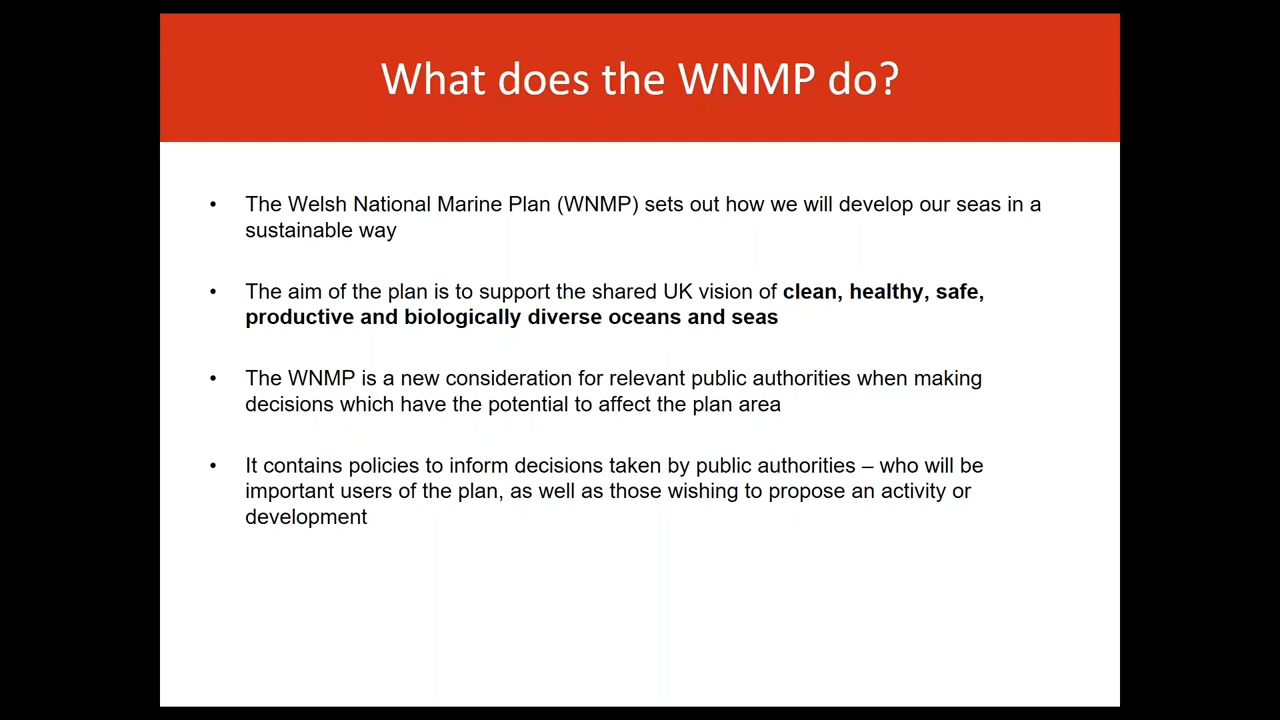 What does the WNMP do?
• The Welsh National Marine Plan (WNMP) sets out how we will develop our seas in a
sustainable way
• The aim of the plan is to support the shared UK vision of clean, healthy, safe,
productive and biologically diverse oceans and seas
• The WNMP is a new consideration for relevant public authorities when making
decisions which have the potential to affect the plan area
• It contains policies to inform decisions taken by public authorities – who will be
important users of the plan, as well as those wishing to propose an activity or
development